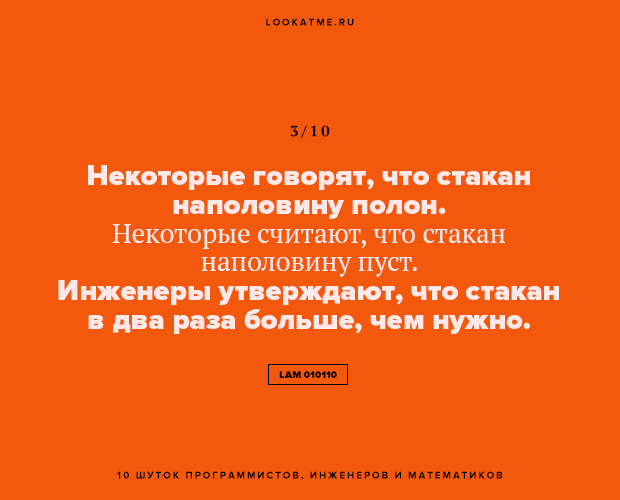 LOOKATME.RU
3/10
Некоторые говорят, что стакан
наполовину полон.
Некоторые считают, что стакан
наполовину пуст.
Инженеры утверждают, что стакан
в два раза больше, чем нужно.
LAM 010110
10 ШУТОК ПРОГРАММИСТОВ, ИНЖЕНЕРОВ И МАТЕМАТИКОВ